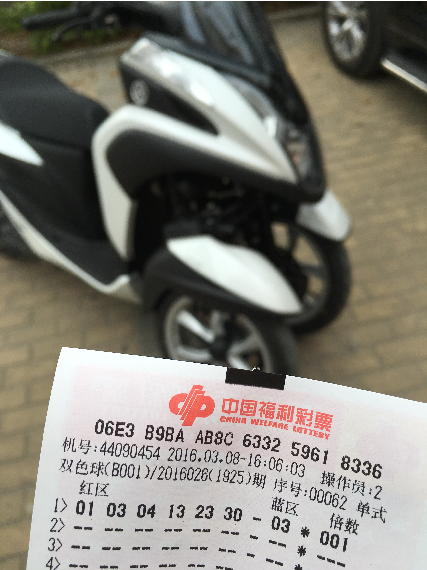 中国福利彩票
CHINA WELFARE LOTTERY
06E3 B9BA AB8C 6332 5961 8336
机号:44090454 2016.03.08-16:06:03 操作员:2
双色球(B001)/2016026(1925)期 序号:00062 单式
红区 蓝区 倍数
1> 01 03 04 13 23 30 - 03 * 001
2> -- -- -- -- -- -- - -- * ---
3> -- -- -- -- -- -- - -- * ---
4> -- -- --